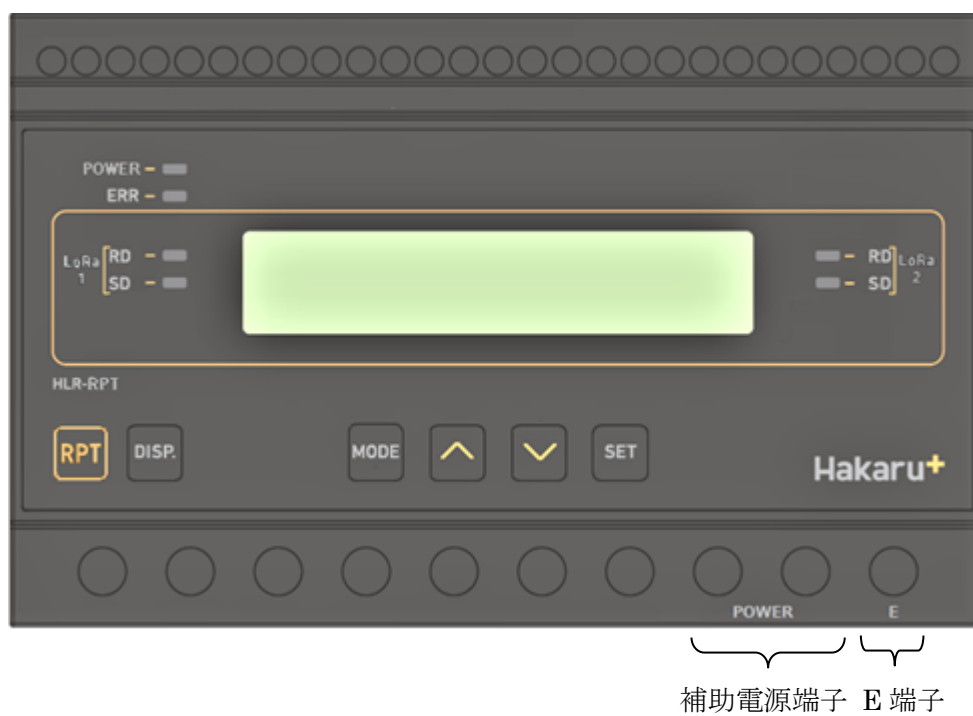 POWER
ERR
LoRa 1 RD SD
RD SD LoRa 2
HLR-RPT
RPT DISP. MODE SET
Hakaru+
POWER E
補助電源端子 E 端子